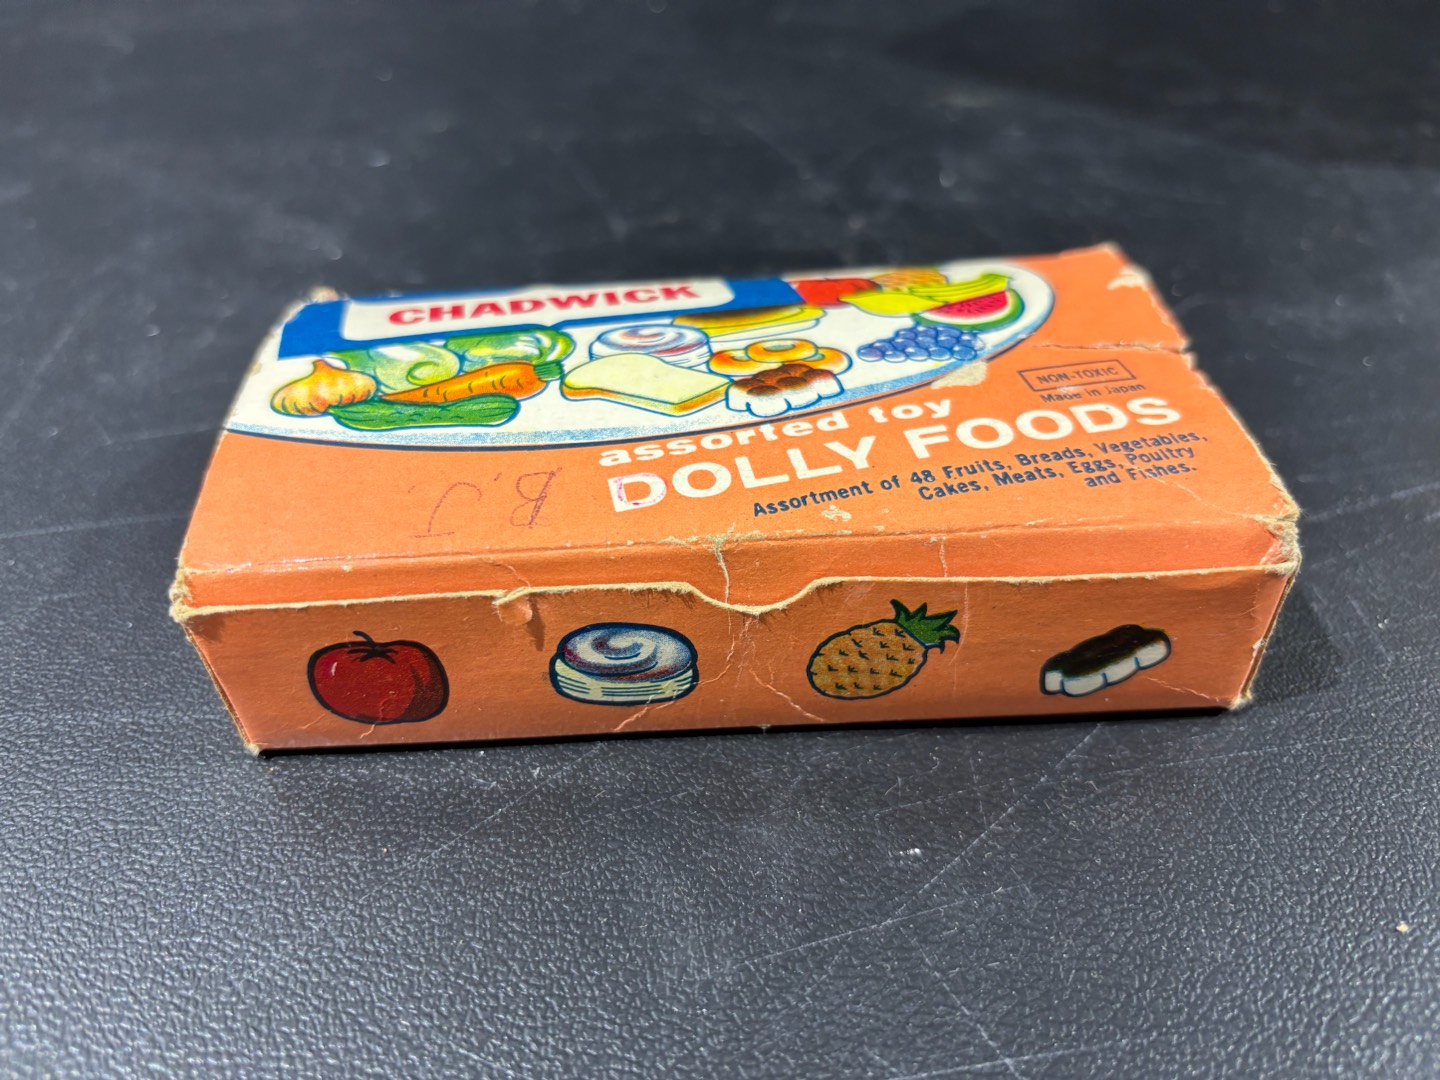 CHADWICK
NON-TOXIC
Made in Japan
assorted toy
DOLLY FOODS
Assortment of 48 Fruits, Breads, Vegetables,
Cakes, Meats, Eggs, Poultry
and Fishes.
B.J.